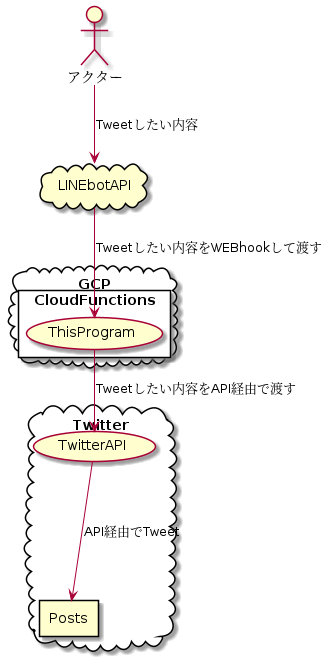 アクター
Tweetしたい内容
LINEbotAPI
Tweetしたい内容をWEBhookして渡す
GCP
CloudFunctions
ThisProgram
Tweetしたい内容をAPI経由で渡す
Twitter
TwitterAPI
API経由でTweet
Posts